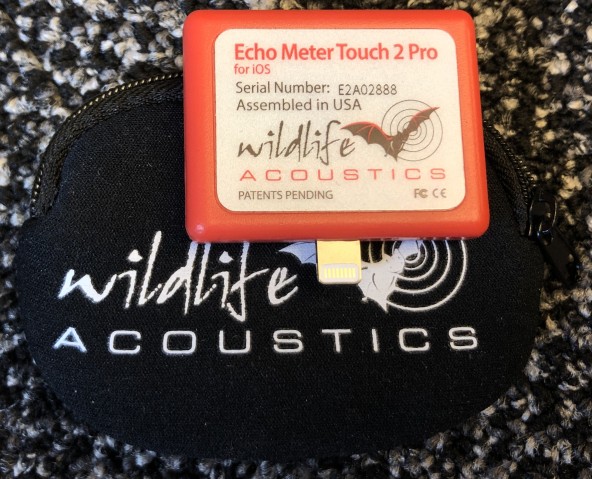 Echo Meter Touch 2 Pro
for iOS
Serial Number: E2A02888
Assembled in USA
wildlife
ACOUSTICS
PATENTS PENDING FC CE
wildlife
ACOUSTICS